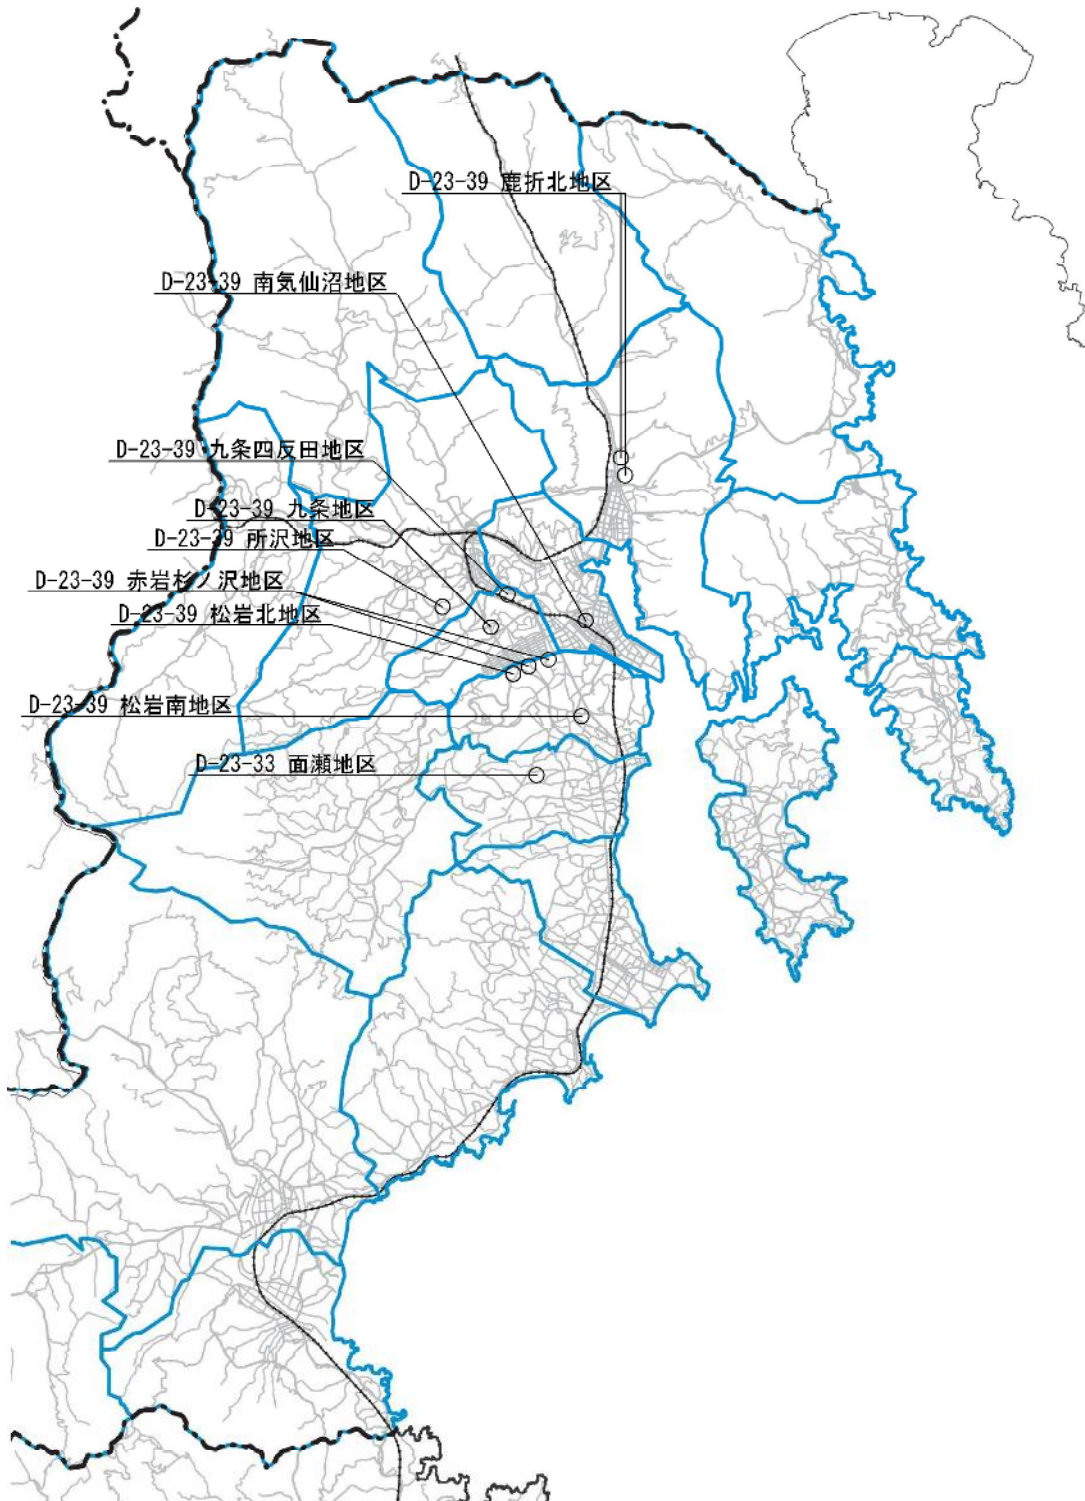 D-23-39 鹿折北地区
D-23-39 南気仙沼地区
D-23-39 九条四反田地区
D-23-39 九条地区
D-23-39 所沢地区
D-23-39 赤岩杉ノ沢地区
D-23-39 松岩北地区
D-23-39 松岩南地区
D-23-33 面瀬地区